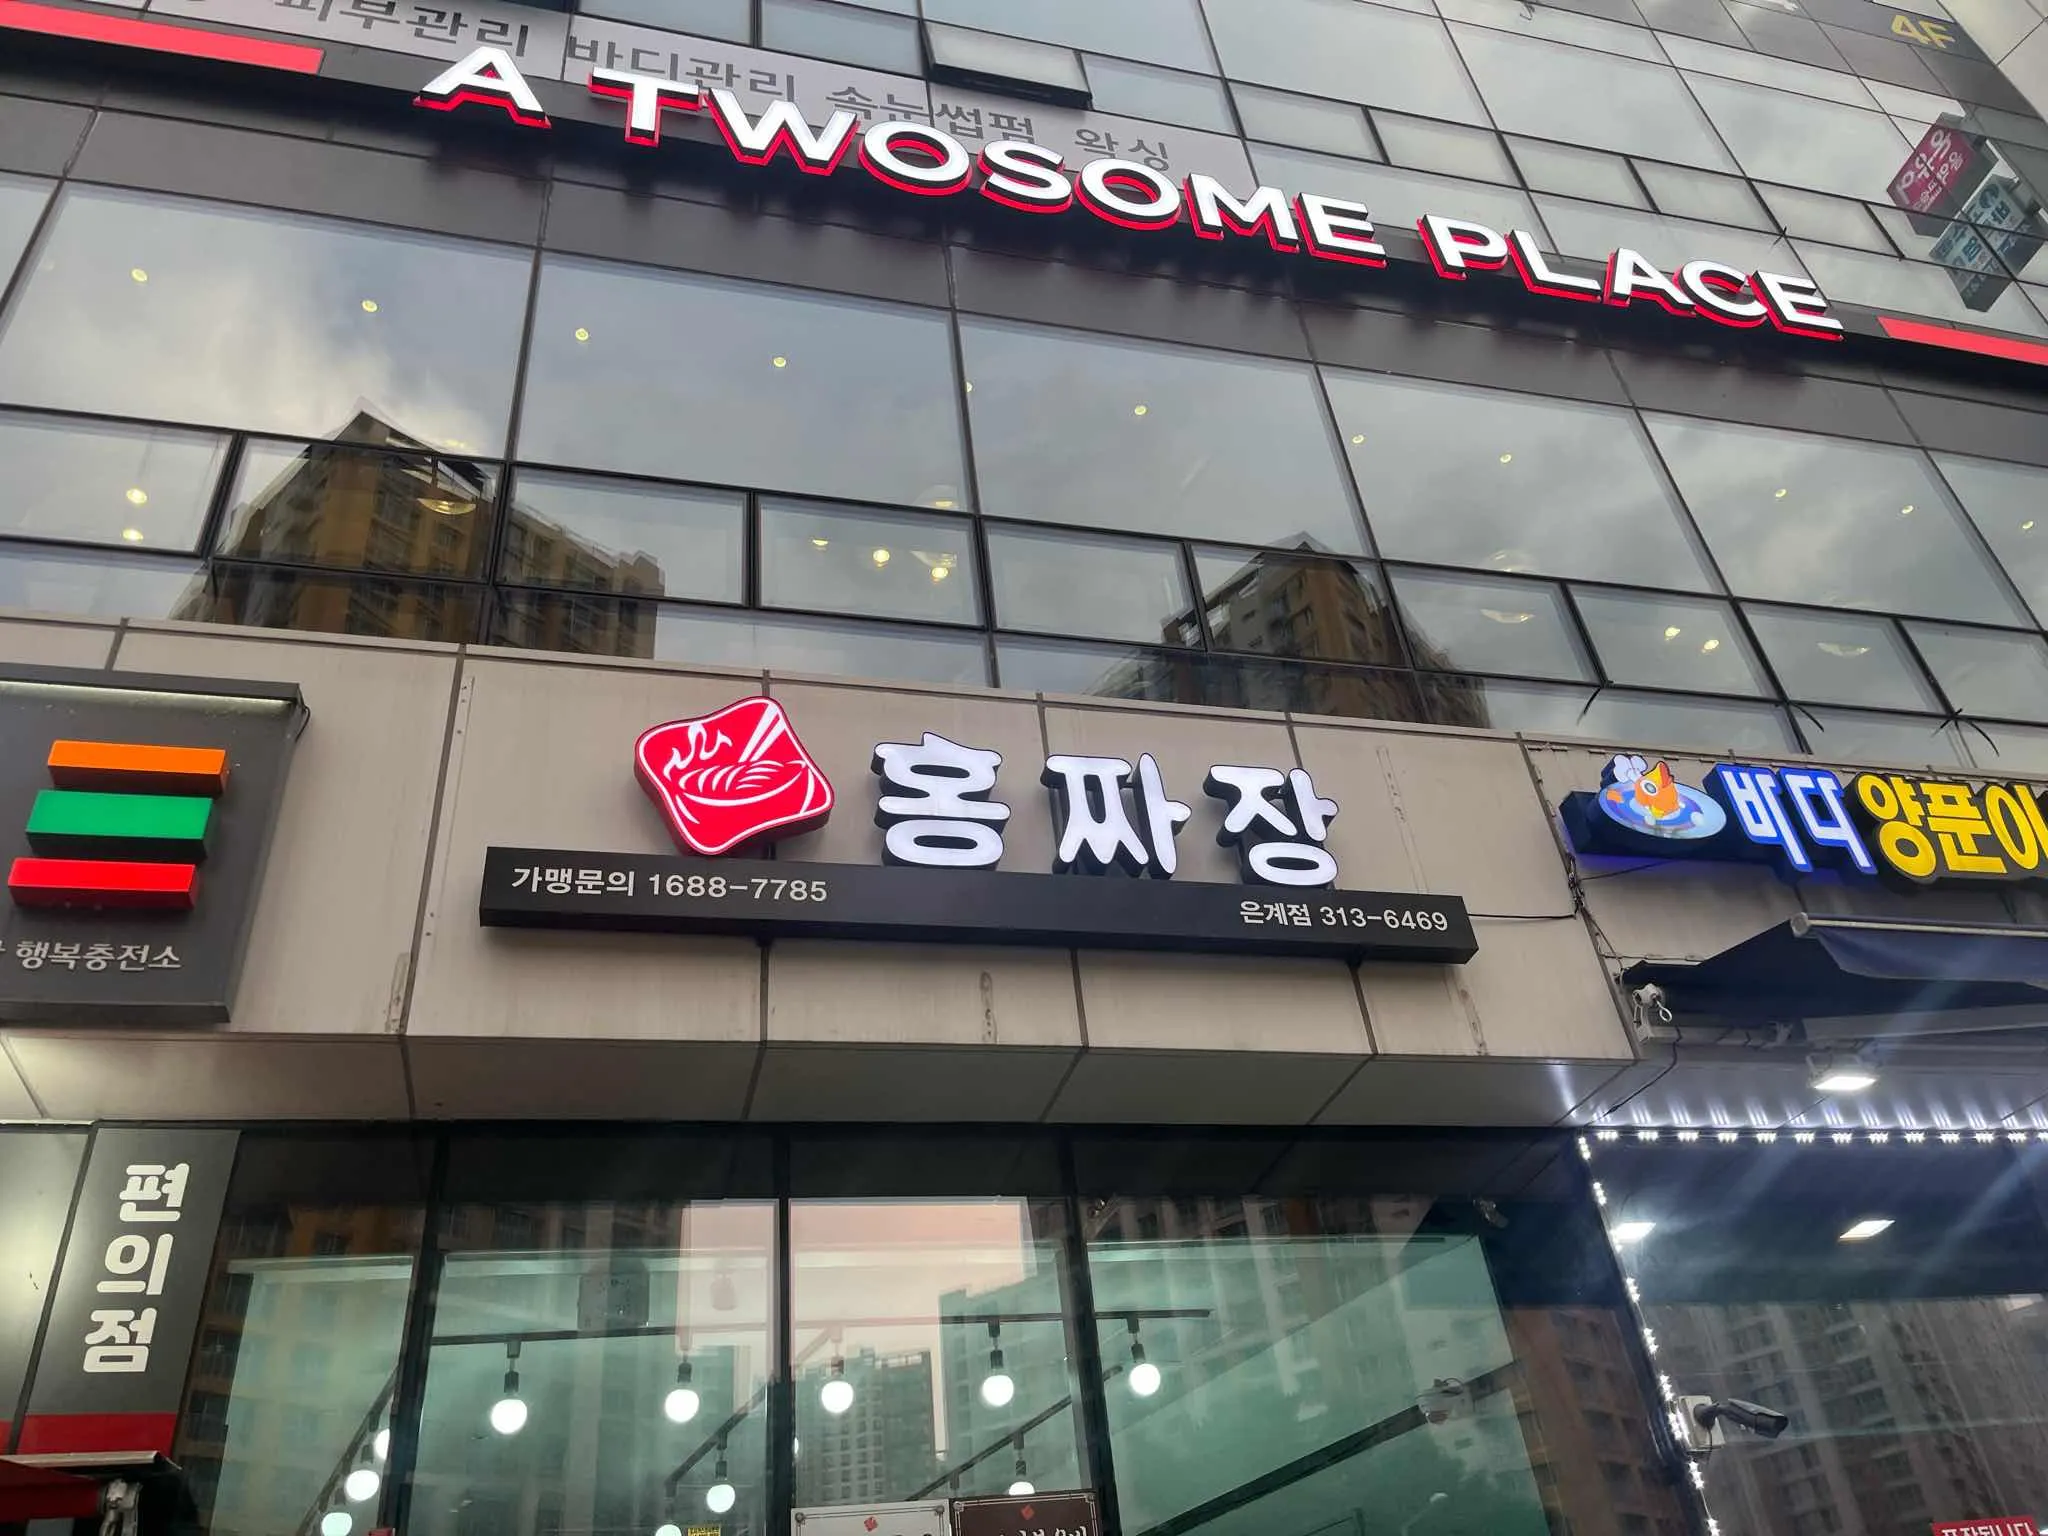 피부관리 바디관리 속눈썹펌 왁싱
4F
A TWOSOME PLACE
홍짜장
바다양푼이
가맹문의 1688-7785
은계점 313-6469
행복충전소
편의점